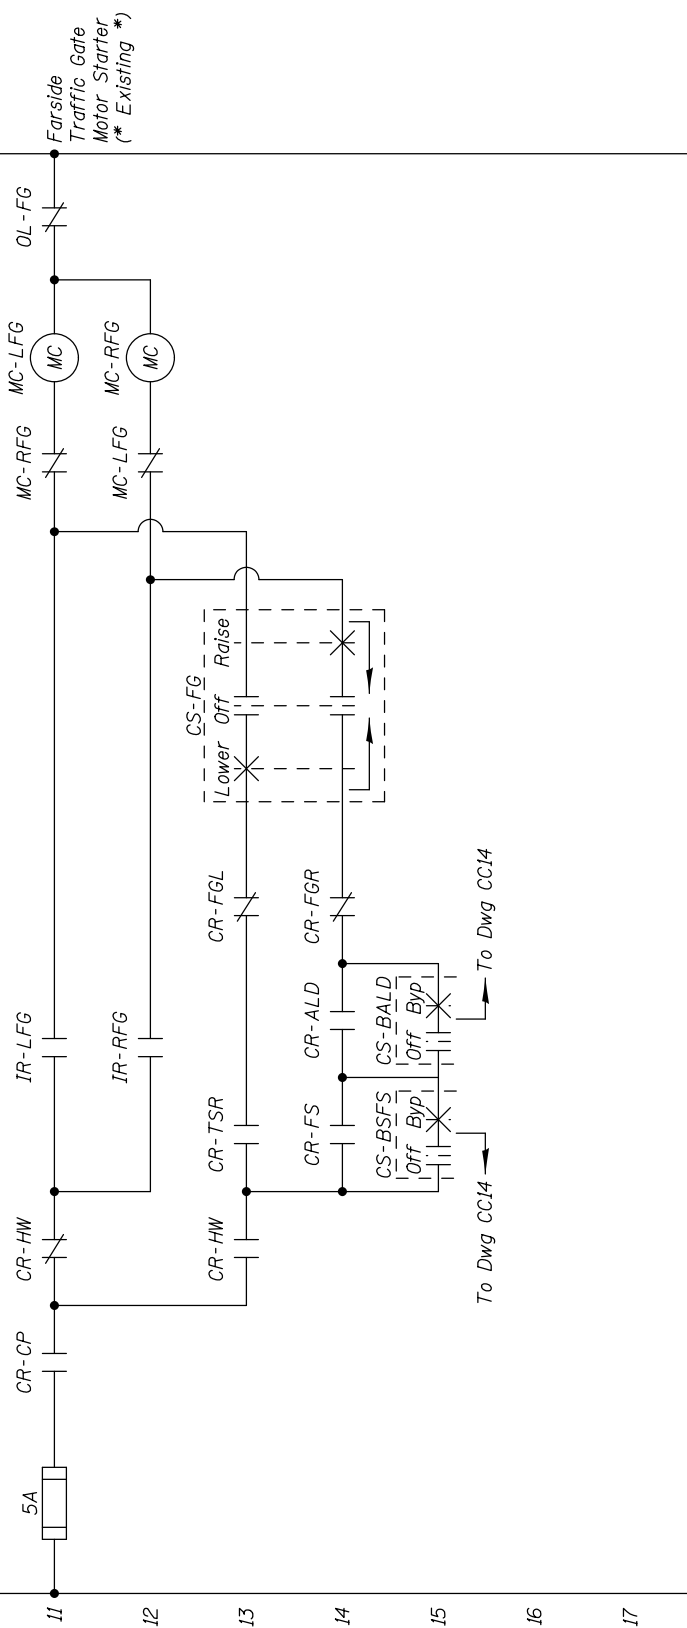 11
5A
CR-CP
CR-HW
IR-LFG
MC-RFG
MC-LFG
MC
OL-FG
Farside
Traffic Gate
Motor Starter
(* Existing *)
12
IR-RFG
MC-LFG
MC-RFG
MC
13
CR-HW
CR-TSR
CR-FGL
CS-FG
Lower Off Raise
14
CR-FS
CR-ALD
CR-FGR
15
CS-BSFS
Off Byp
CS-BALD
Off Byp
To Dwg CC14
To Dwg CC14
16
17